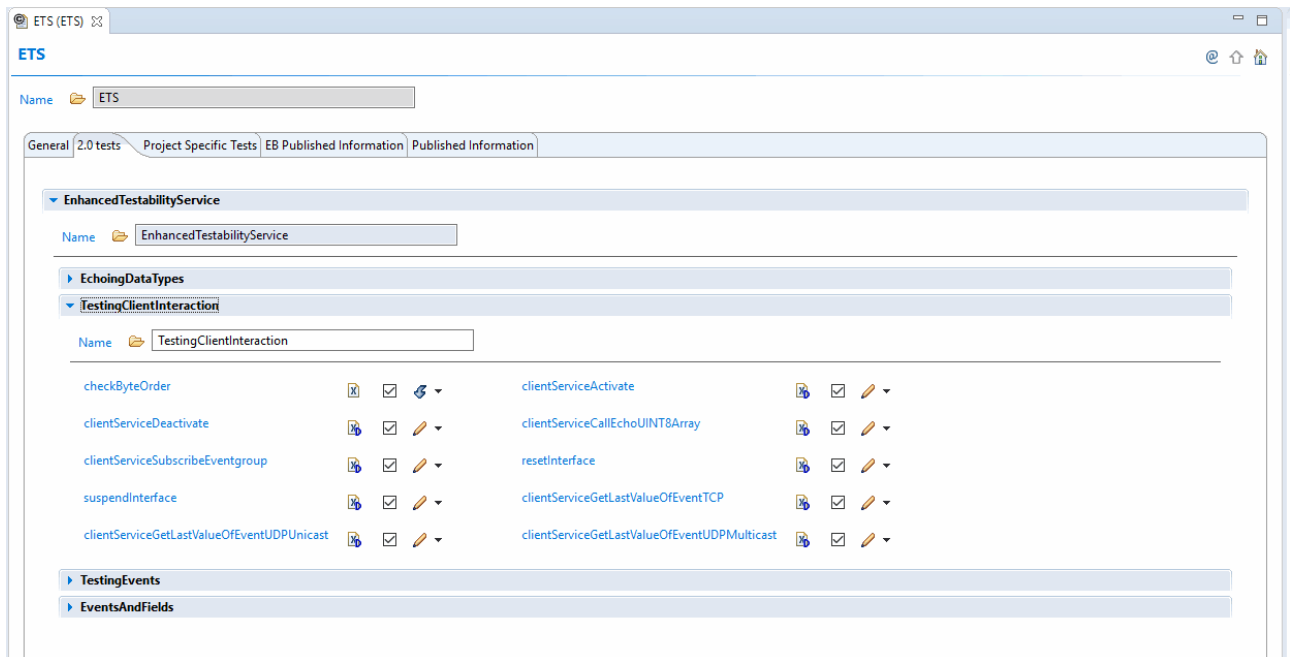 ETS (ETS)
ETS
Name ETS
General 2.0 tests Project Specific Tests EB Published Information Published Information
EnhancedTestabilityService
Name EnhancedTestabilityService
EchoingDataTypes
TestingClientInteraction
Name TestingClientInteraction
checkByteOrder clientServiceActivate
clientServiceDeactivate clientServiceCallEchoUINT8Array
clientServiceSubscribeEventgroup resetInterface
suspendInterface clientServiceGetLastValueOfEventTCP
clientServiceGetLastValueOfEventUDPUnicast clientServiceGetLastValueOfEventUDPMulticast
TestingEvents
EventsAndFields